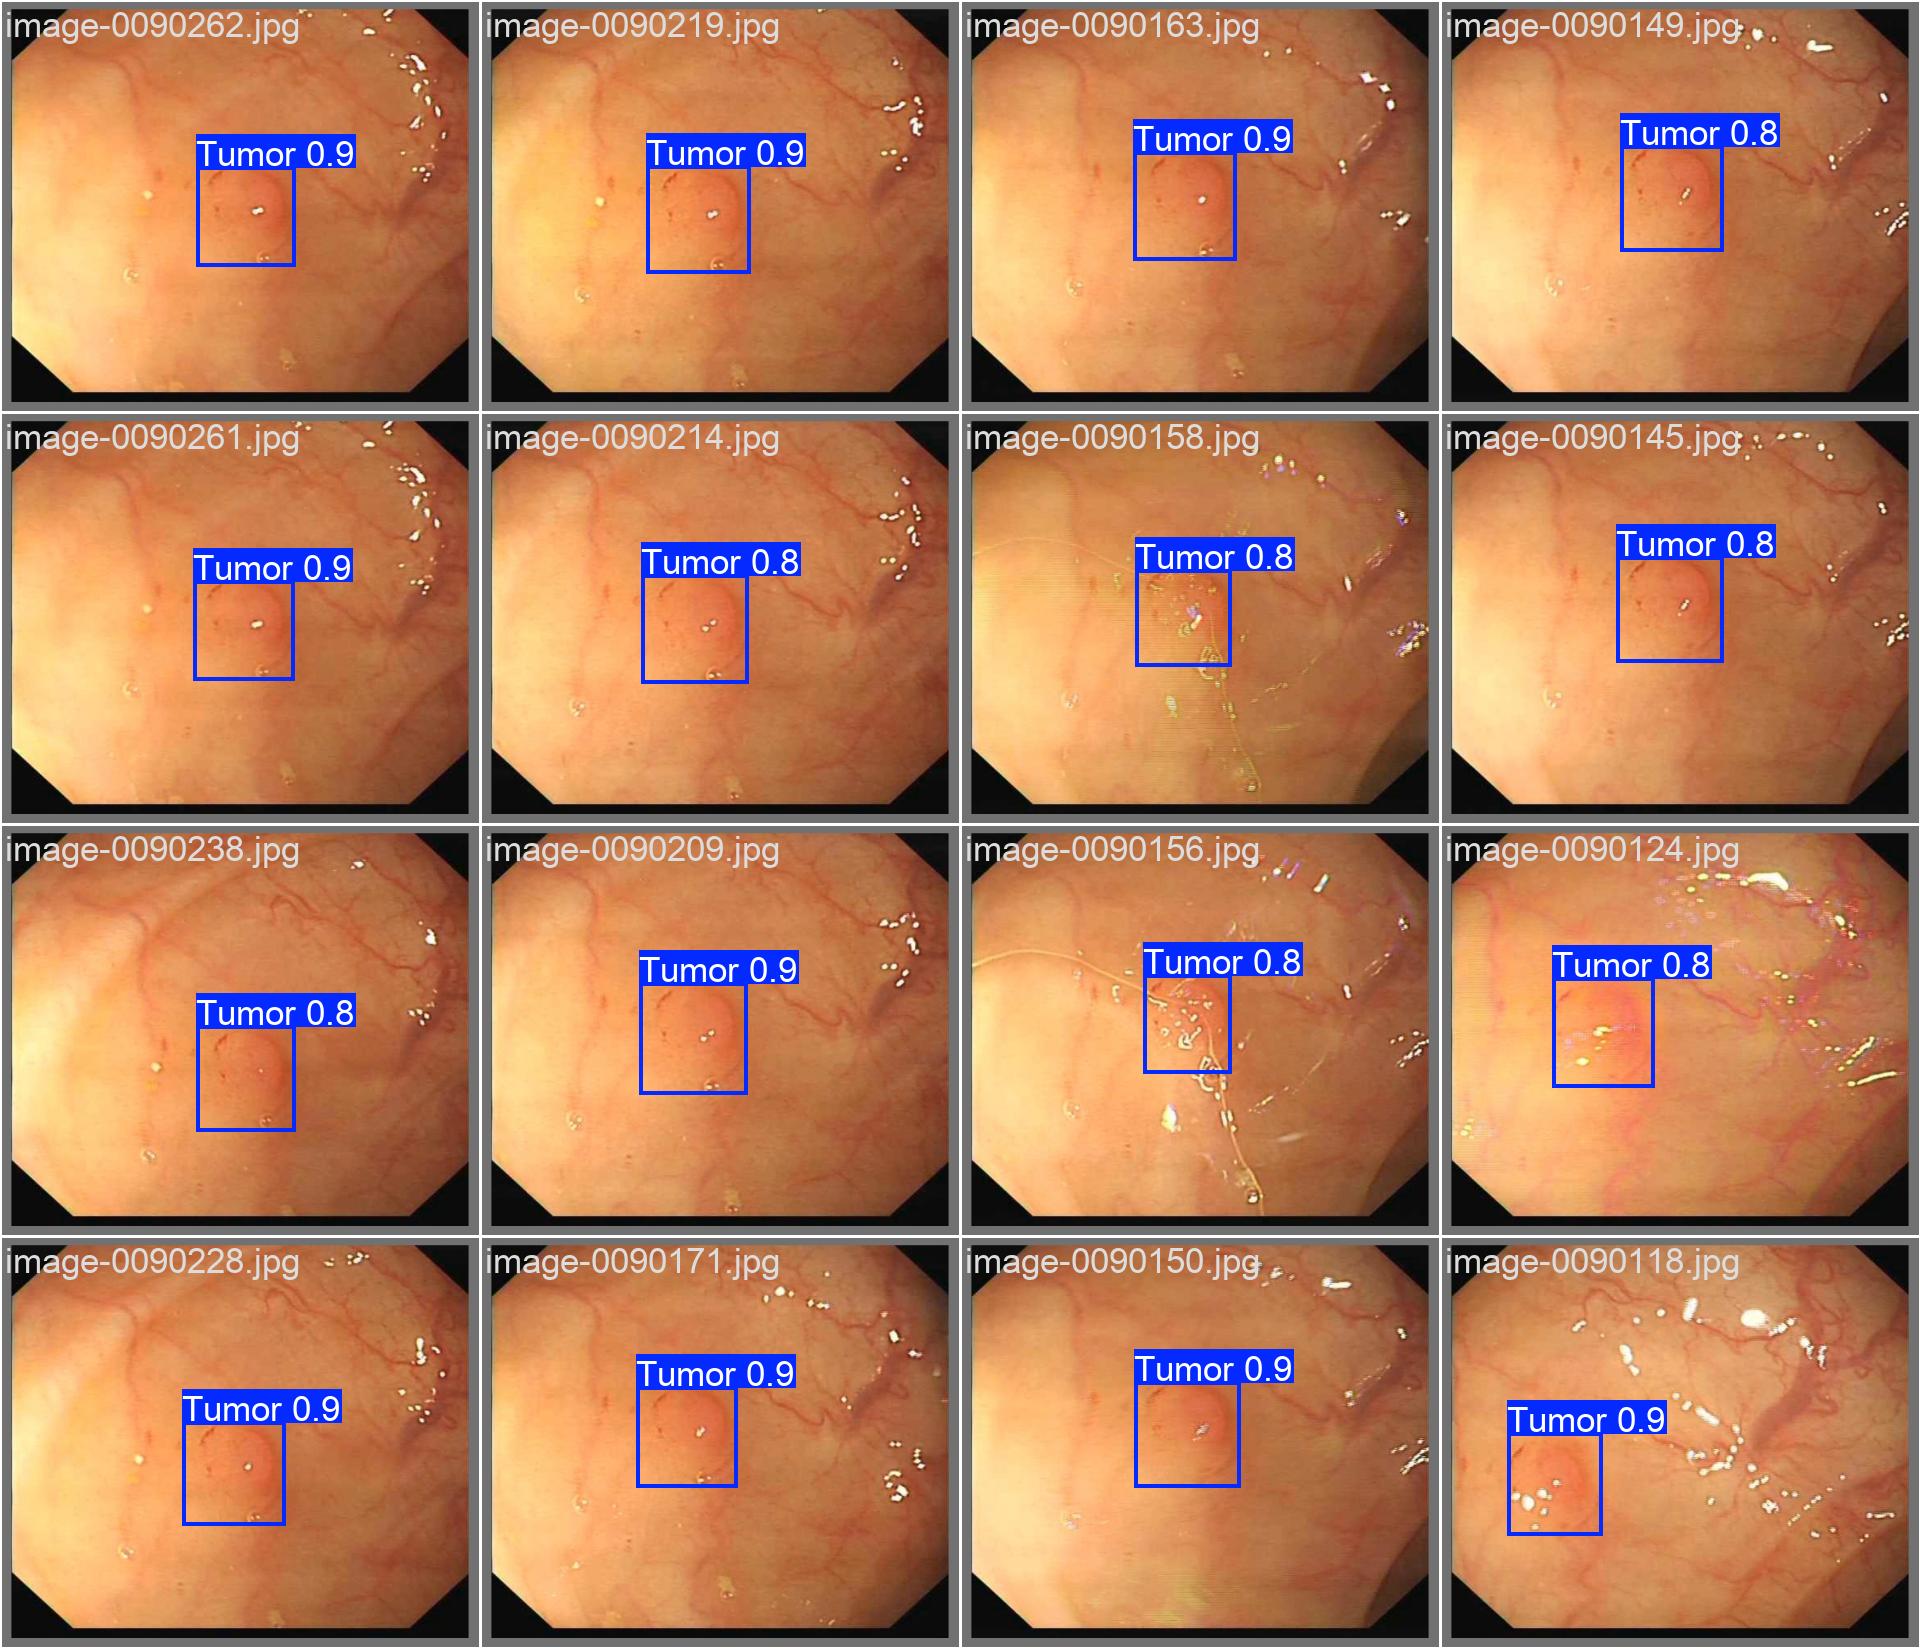 image-0090262.jpg
Tumor 0.9
image-0090219.jpg
Tumor 0.9
image-0090163.jpg
Tumor 0.9
image-0090149.jpg
Tumor 0.8
image-0090261.jpg
Tumor 0.9
image-0090214.jpg
Tumor 0.8
image-0090158.jpg
Tumor 0.8
image-0090145.jpg
Tumor 0.8
image-0090238.jpg
Tumor 0.8
image-0090209.jpg
Tumor 0.9
image-0090156.jpg
Tumor 0.8
image-0090124.jpg
Tumor 0.8
image-0090228.jpg
Tumor 0.9
image-0090171.jpg
Tumor 0.9
image-0090150.jpg
Tumor 0.9
image-0090118.jpg
Tumor 0.9